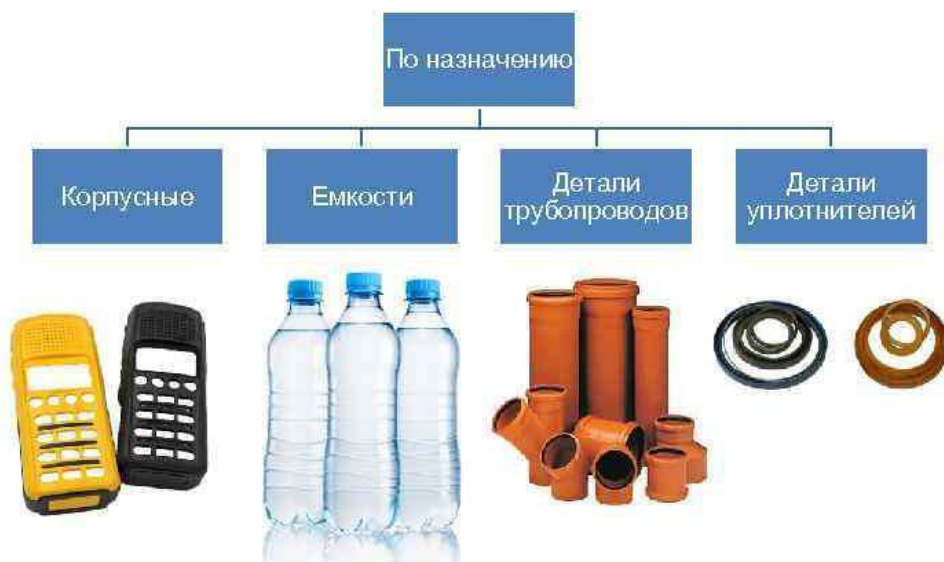 По назначению
Корпусные
Емкости
Детали
трубопроводов
Детали
уплотнителей